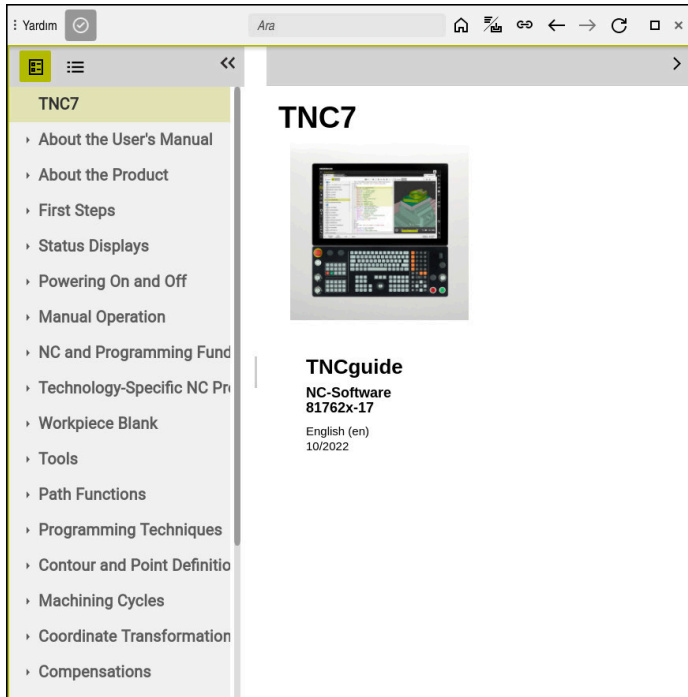 Yardım
Ara
TNC7
About the User's Manual
About the Product
First Steps
Status Displays
Powering On and Off
Manual Operation
NC and Programming Fund
Technology-Specific NC Pr
Workpiece Blank
Tools
Path Functions
Programming Techniques
Contour and Point Definitio
Machining Cycles
Coordinate Transformation
Compensations
TNC7
TNCguide
NC-Software
81762x-17
English (en)
10/2022